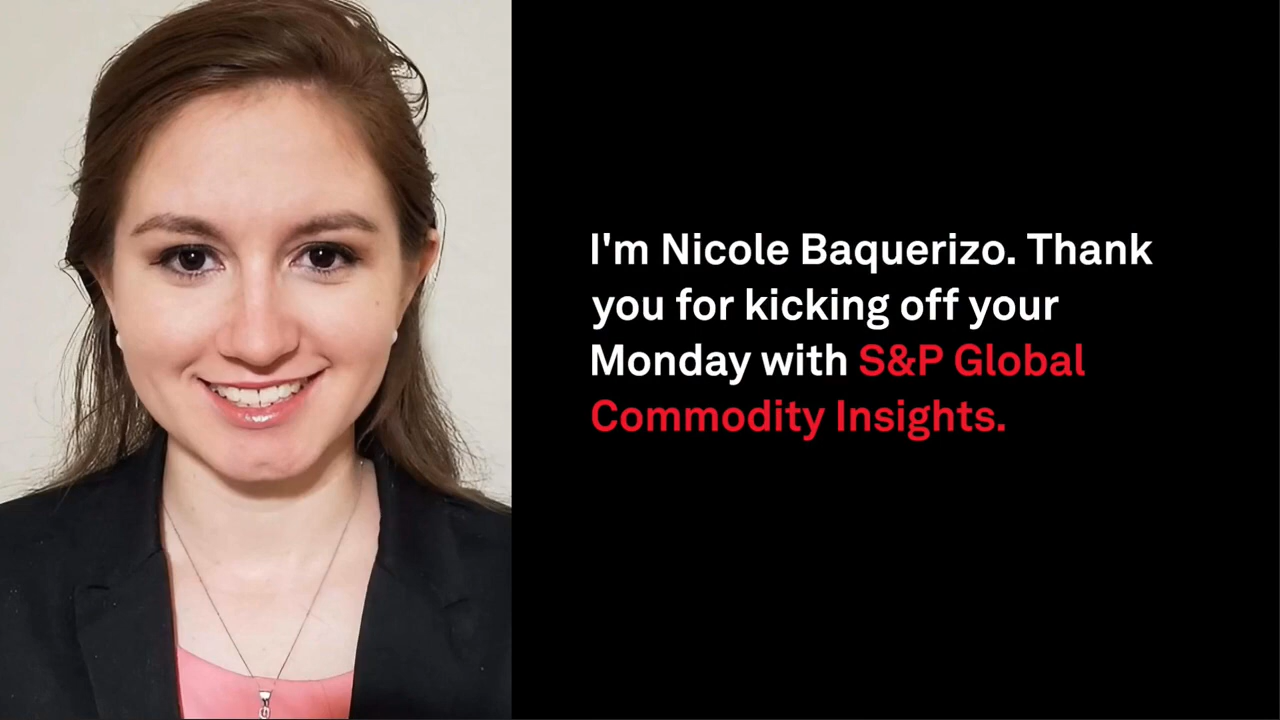 I'm Nicole Baquerizo. Thank
you for kicking off your
Monday with S&P Global
Commodity Insights.